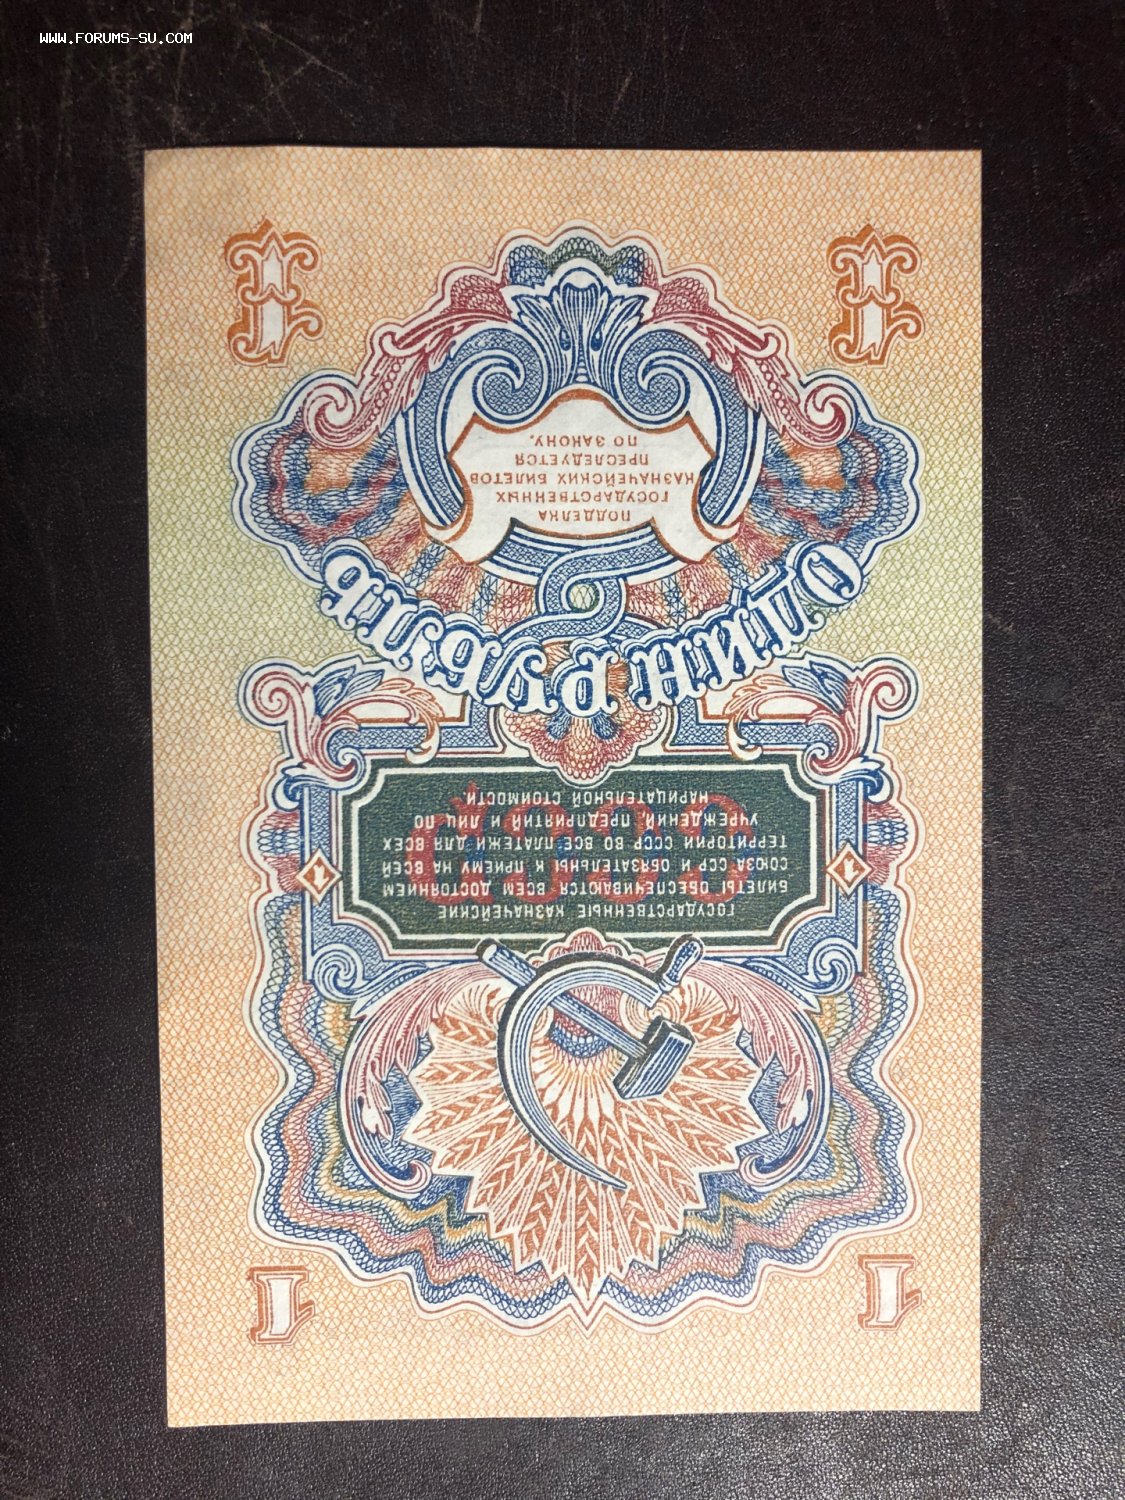 WWW.FORUMS-SU.COM
1 1
СССР
ГОСУДАРСТВЕННЫЕ КАЗНАЧЕЙСКИЕ
БИЛЕТЫ ОБЕСПЕЧИВАЮТСЯ ВСЕМ ДОСТОЯНИЕМ
СОЮЗА ССР И ОБЯЗАТЕЛЬНЫ К ПРИЕМУ НА ВСЕЙ
ТЕРРИТОРИИ СССР ВО ВСЕ ПЛАТЕЖИ ДЛЯ ВСЕХ
УЧРЕЖДЕНИЙ, ПРЕДПРИЯТИЙ И ЛИЦ ПО
НАРИЦАТЕЛЬНОЙ СТОИМОСТИ.
1 1
ОДИН РУБЛЬ
ПОДДЕЛКА
ГОСУДАРСТВЕННЫХ
КАЗНАЧЕЙСКИХ БИЛЕТОВ
ПРЕСЛЕДУЕТСЯ
ПО ЗАКОНУ.
1 1